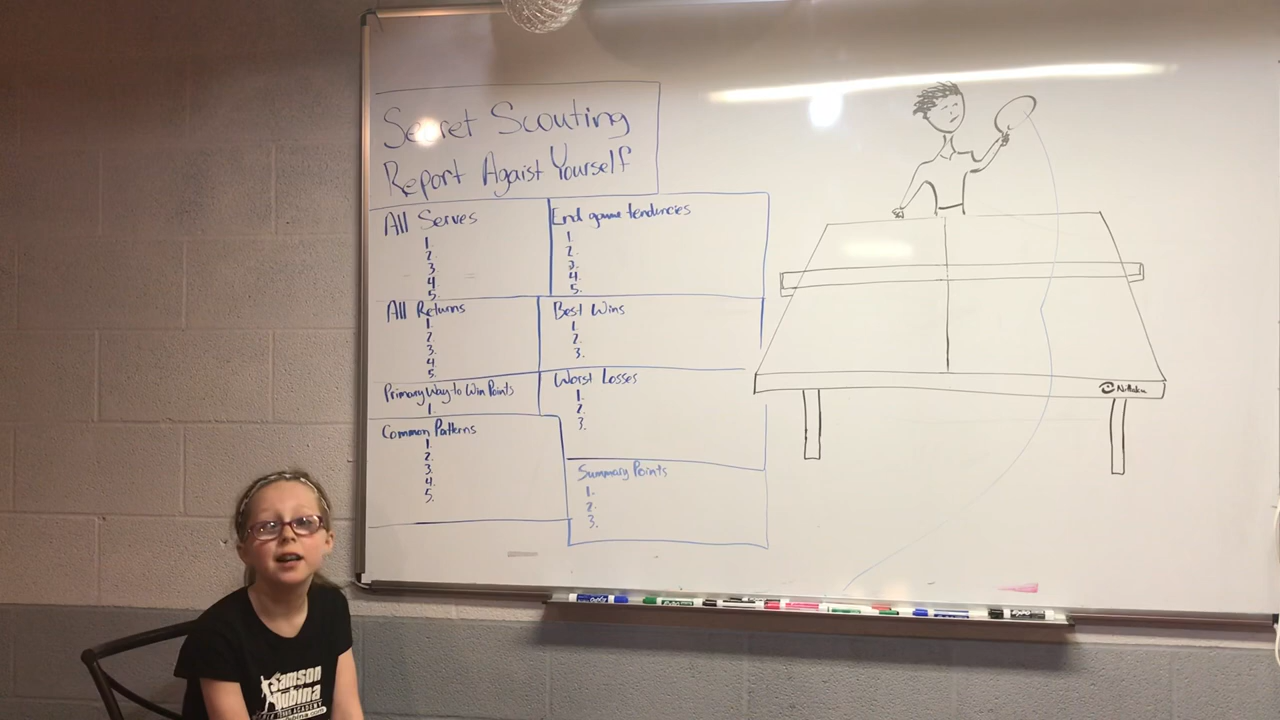 Secret Scouting
Report Agaist Yourself
All Serves
1.
2.
3.
4.
5.
All Returns
1.
2.
3.
4.
5.
Primary Way to Win Points
1.
Common Patterns
1.
2.
3.
4.
5.
End game tendencies
1.
2.
3.
4.
5.
Best Wins
1.
2.
3.
Worst Losses
1.
2.
3.
Summary Points
1.
2.
3.
Nittaku
Samson
Dubina